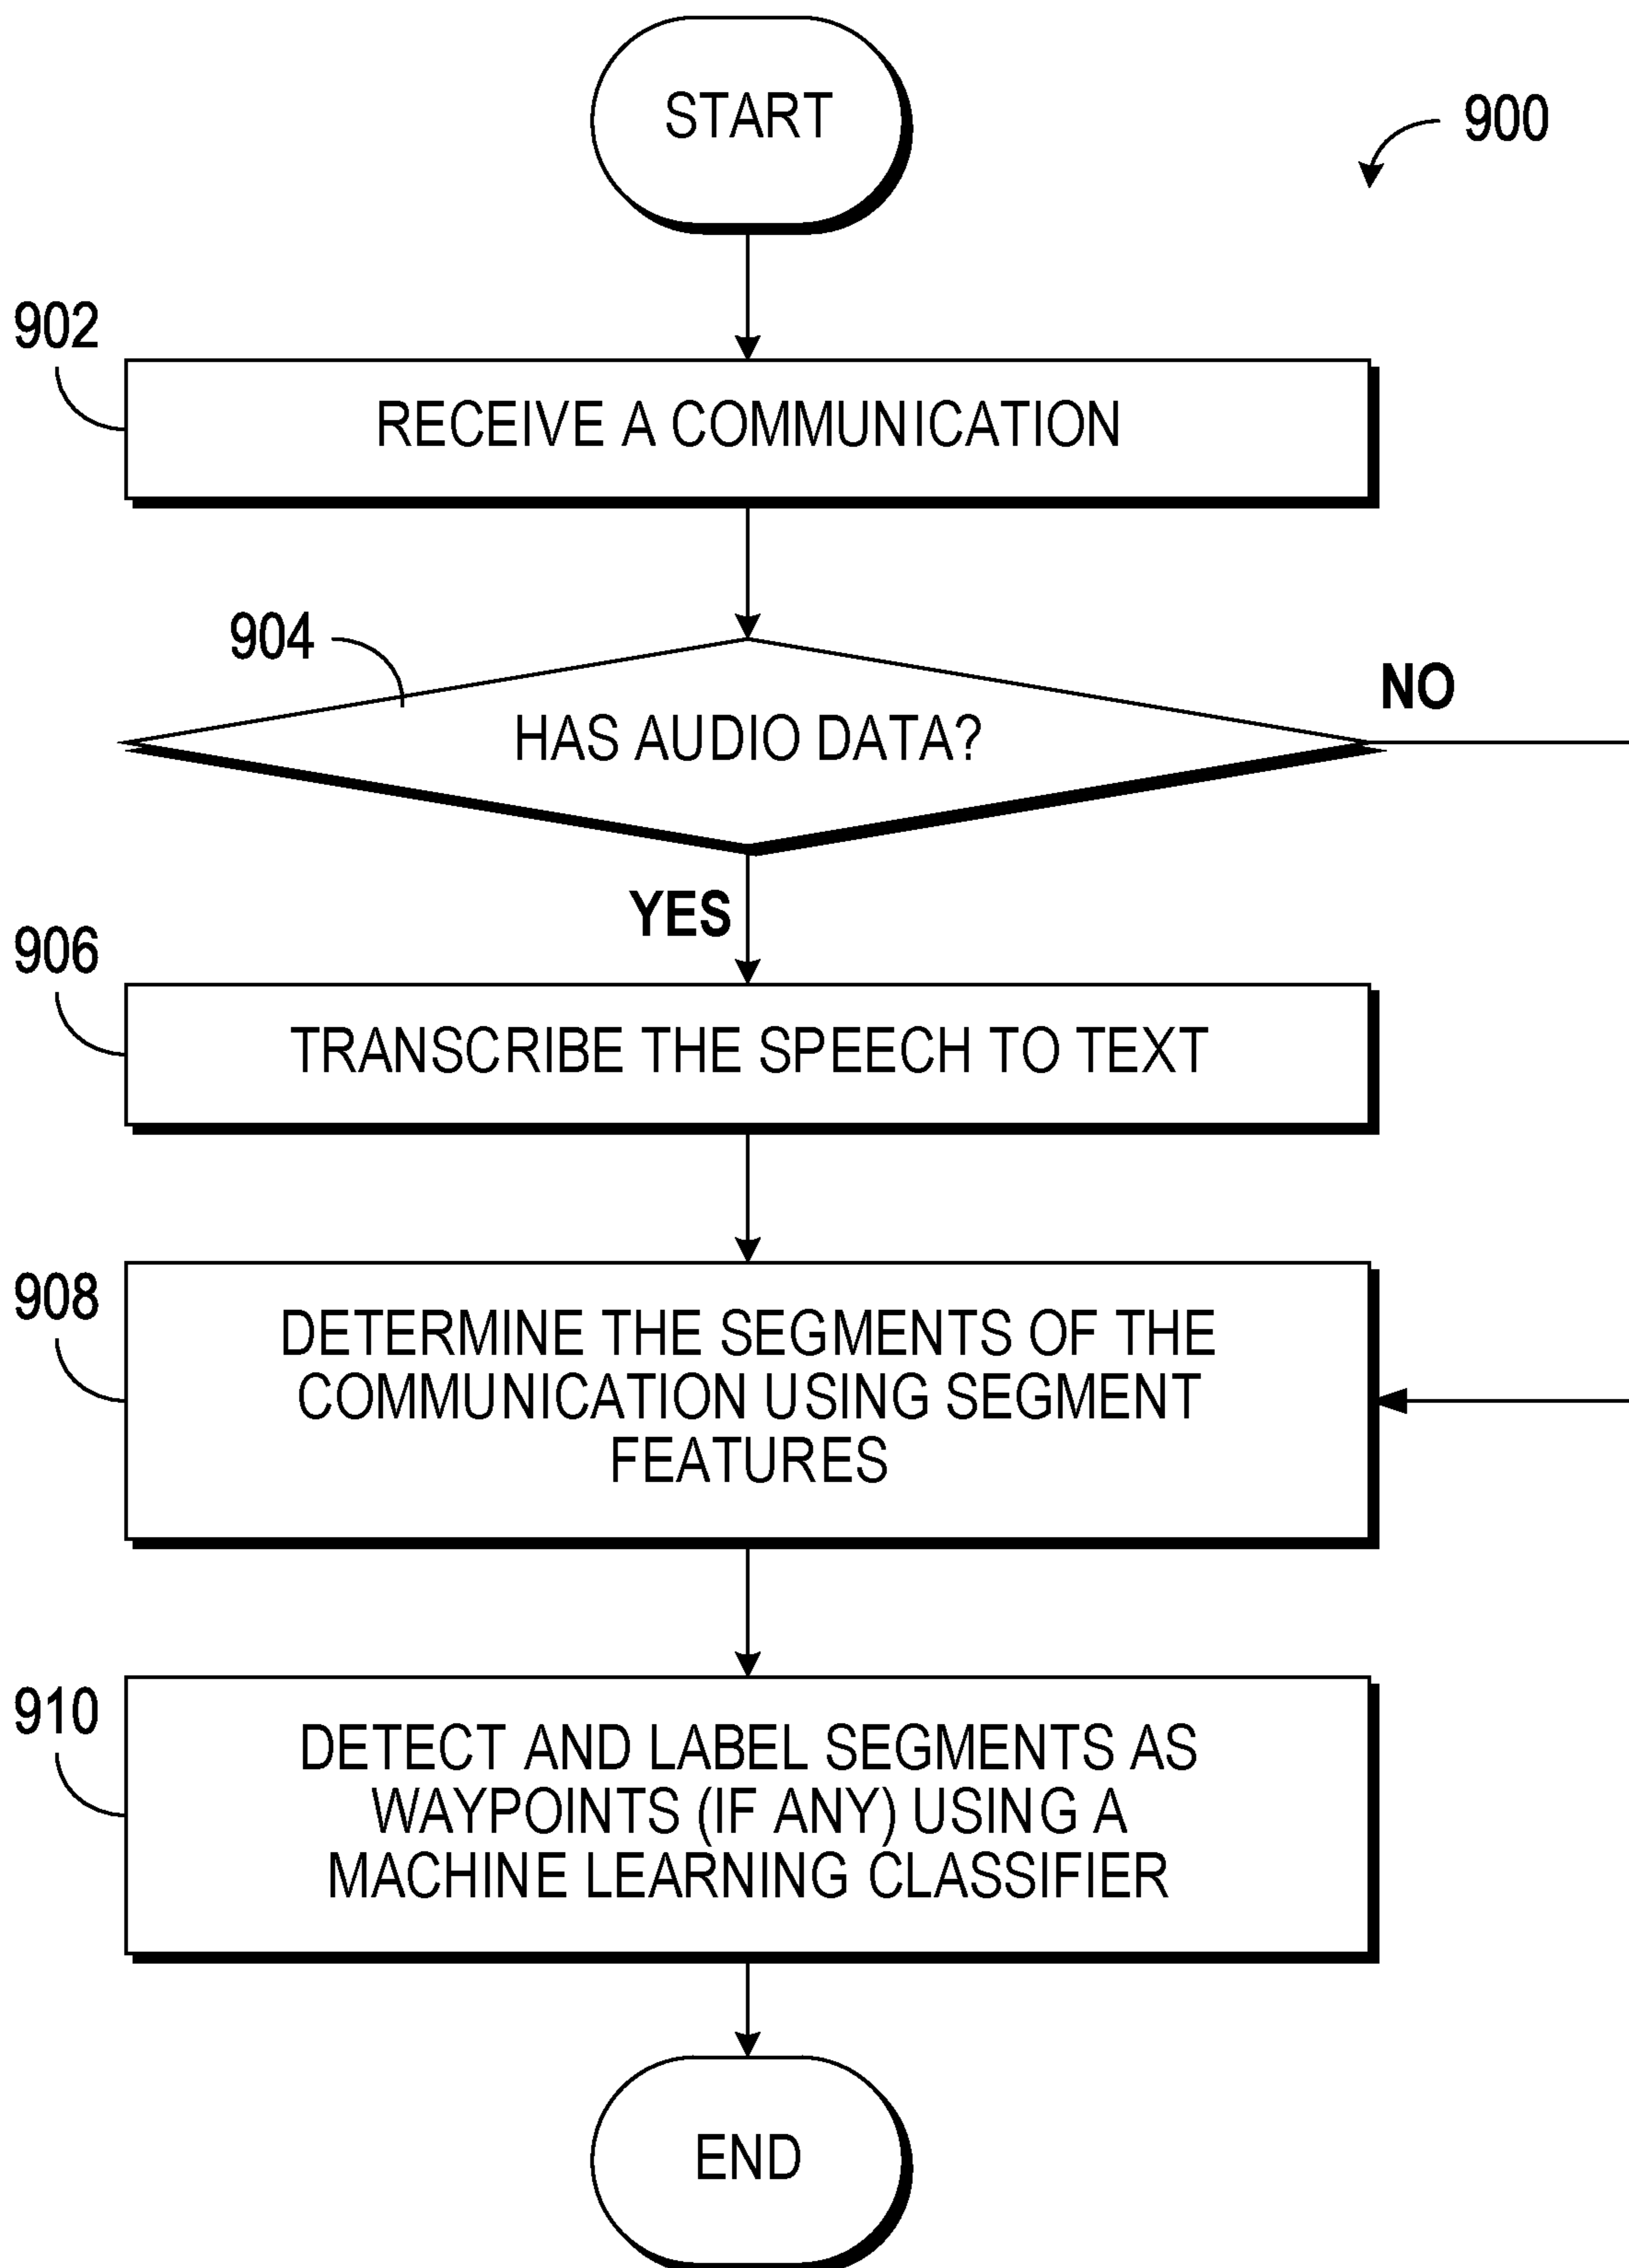 START
900
902
RECEIVE A COMMUNICATION
904
NO
HAS AUDIO DATA?
YES
906
TRANSCRIBE THE SPEECH TO TEXT
908
DETERMINE THE SEGMENTS OF THE
COMMUNICATION USING SEGMENT
FEATURES
910
DETECT AND LABEL SEGMENTS AS
WAYPOINTS (IF ANY) USING A
MACHINE LEARNING CLASSIFIER
END